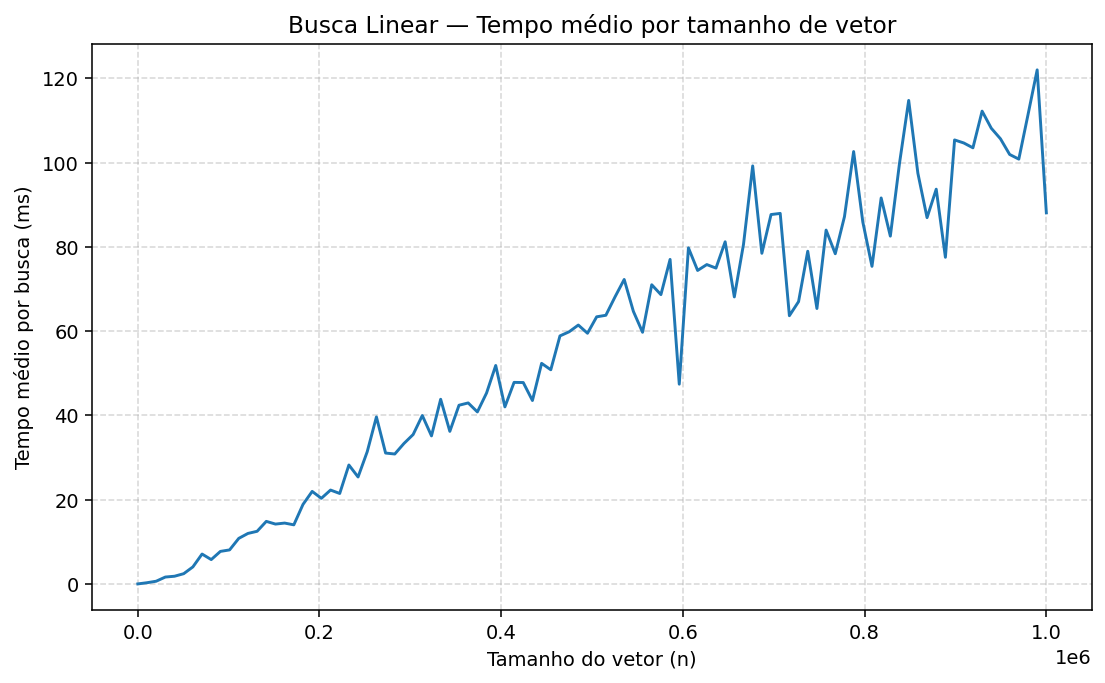 Busca Linear — Tempo médio por tamanho de vetor
Tempo médio por busca (ms)
120
100
80
60
40
20
0
0.0 0.2 0.4 0.6 0.8 1.0
1e6
Tamanho do vetor (n)